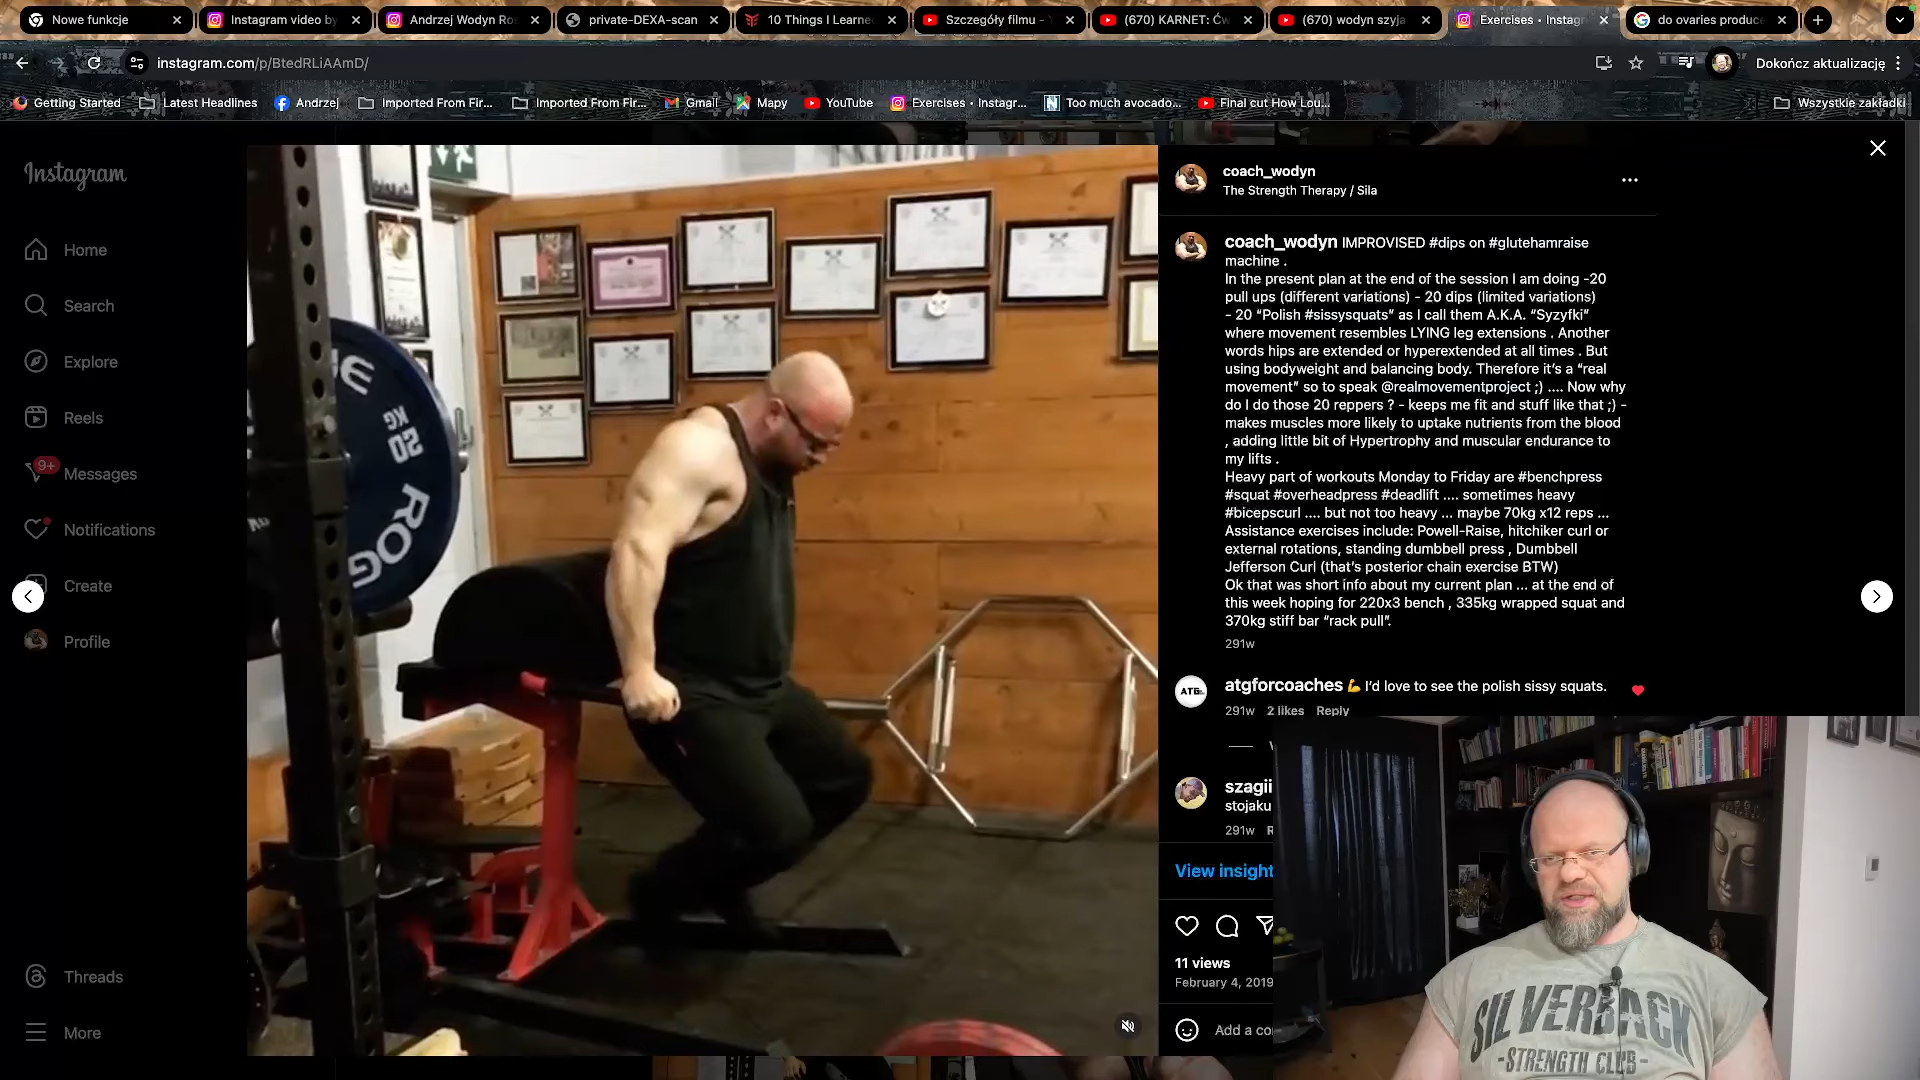 Nowe funkcje
Instagram video by
Andrzej Wodyn Ros
private-DEXA-scan
10 Things I Learne
Szczegóły filmu - Y
(670) KARNET: Ćw
(670) wodyn szyja
Exercises • Instagr
do ovaries produce
instagram.com/p/BtedRLiAAmD/
Dokończ aktualizację
Getting Started
Latest Headlines
Andrzej
Imported From Fir...
Imported From Fir...
Gmail
Mapy
YouTube
Exercises • Instagr...
Too much avocado...
Final cut How Lou...
Wszystkie zakładki
Instagram
Home
Search
Explore
Reels
9+
Messages
Notifications
Create
Profile
Threads
More
KG
50
ROG
coach_wodyn
The Strength Therapy / Sila
coach_wodyn IMPROVISED #dips on #glutehamraise
machine .
In the present plan at the end of the session I am doing -20
pull ups (different variations) - 20 dips (limited variations)
- 20 “Polish #sissysquats” as I call them A.K.A. “Syzyfki”
where movement resembles LYING leg extensions . Another
words hips are extended or hyperextended at all times . But
using bodyweight and balancing body. Therefore it’s a “real
movement” so to speak @realmovementproject ;) .... Now why
do I do those 20 reppers ? - keeps me fit and stuff like that ;) -
makes muscles more likely to uptake nutrients from the blood
, adding little bit of Hypertrophy and muscular endurance to
my lifts .
Heavy part of workouts Monday to Friday are #benchpress
#squat #overheadpress #deadlift .... sometimes heavy
#bicepscurl .... but not too heavy ... maybe 70kg x12 reps ...
Assistance exercises include: Powell-Raise, hitchiker curl or
external rotations, standing dumbbell press , Dumbbell
Jefferson Curl (that’s posterior chain exercise BTW)
Ok that was short info about my current plan ... at the end of
this week hoping for 220x3 bench , 335kg wrapped squat and
370kg stiff bar “rack pull”.
291w
ATG
atgforcoaches 💪 I’d love to see the polish sissy squats.
291w 2 likes Reply
szagii
stojaku
291w R
View insight
11 views
February 4, 2019
Add a co
SILVERBACK
-STRENGTH CLUB-